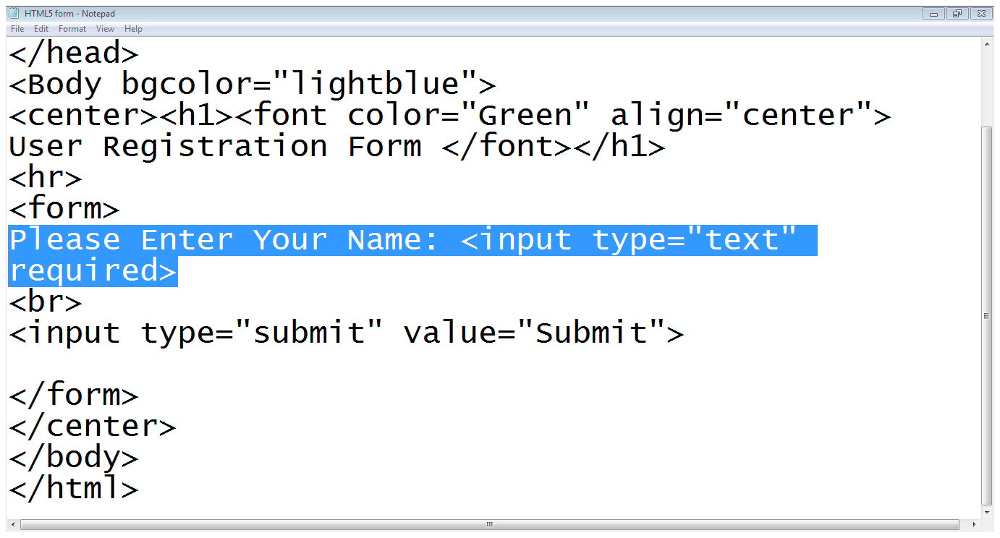 HTML5 form - Notepad
File Edit Format View Help
</head>
<Body bgcolor="lightblue">
<center><h1><font color="Green" align="center">
User Registration Form </font></h1>
<hr>
<form>
Please Enter Your Name: <input type="text"
required>
<br>
<input type="submit" value="Submit">
</form>
</center>
</body>
</html>